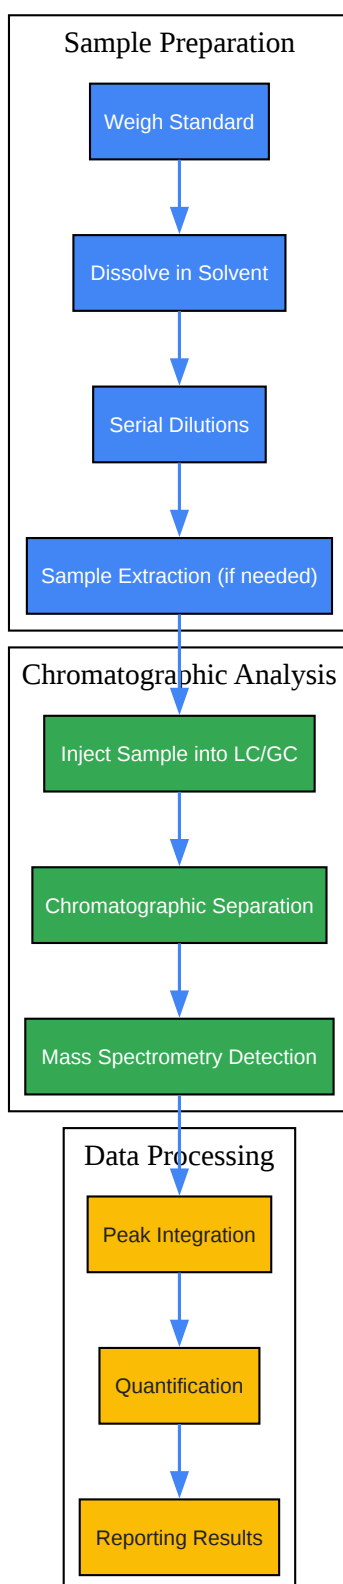 Sample Preparation
Weigh Standard
Dissolve in Solvent
Serial Dilutions
Sample Extraction (if needed)
Chromatographic Analysis
Inject Sample into LC/GC
Chromatographic Separation
Mass Spectrometry Detection
Data Processing
Peak Integration
Quantification
Reporting Results